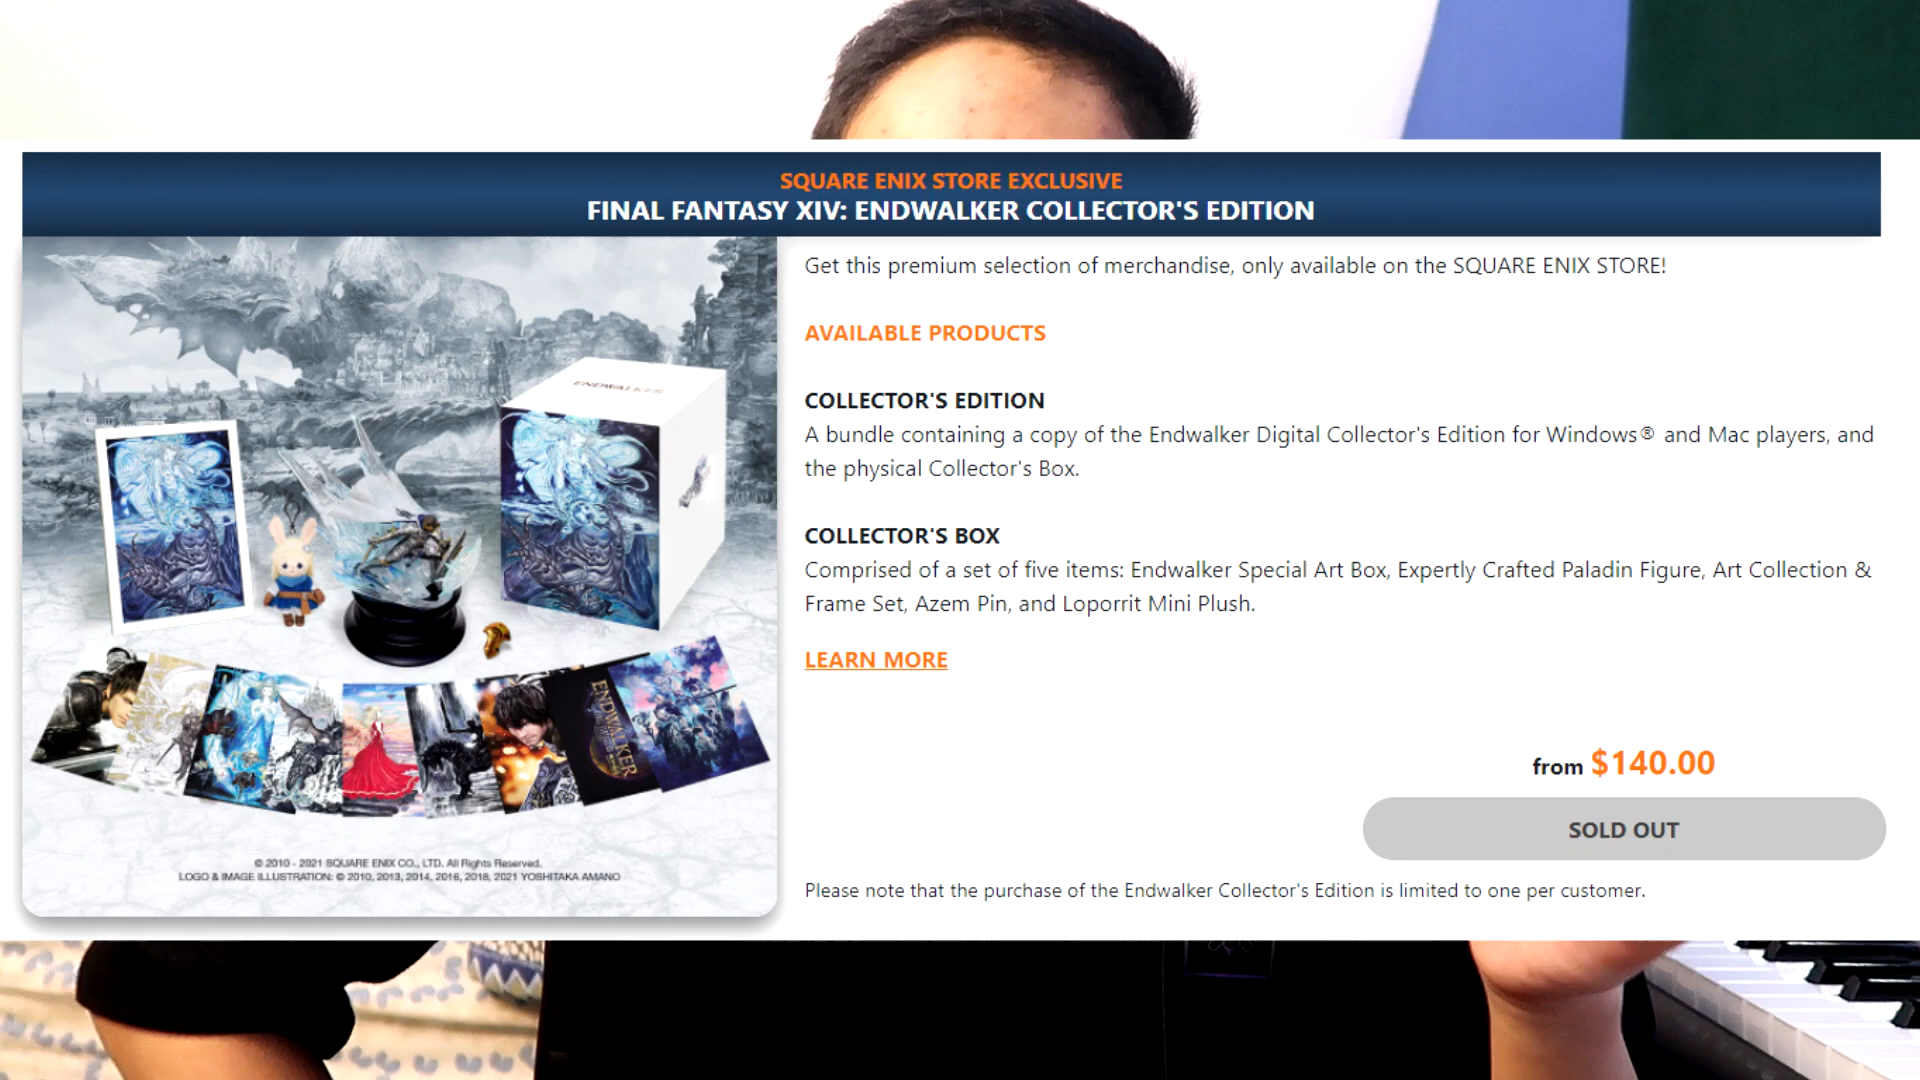 SQUARE ENIX STORE EXCLUSIVE
FINAL FANTASY XIV: ENDWALKER COLLECTOR'S EDITION
Get this premium selection of merchandise, only available on the SQUARE ENIX STORE!
AVAILABLE PRODUCTS
COLLECTOR'S EDITION
A bundle containing a copy of the Endwalker Digital Collector's Edition for Windows® and Mac players, and
the physical Collector's Box.
COLLECTOR'S BOX
Comprised of a set of five items: Endwalker Special Art Box, Expertly Crafted Paladin Figure, Art Collection &
Frame Set, Azem Pin, and Loporrit Mini Plush.
LEARN MORE
from $140.00
SOLD OUT
Please note that the purchase of the Endwalker Collector's Edition is limited to one per customer.
ENDWALKER
ENDWALKER
© 2010 - 2021 SQUARE ENIX CO., LTD. All Rights Reserved.
LOGO & IMAGE ILLUSTRATION: © 2010, 2013, 2014, 2016, 2018, 2021 YOSHITAKA AMANO